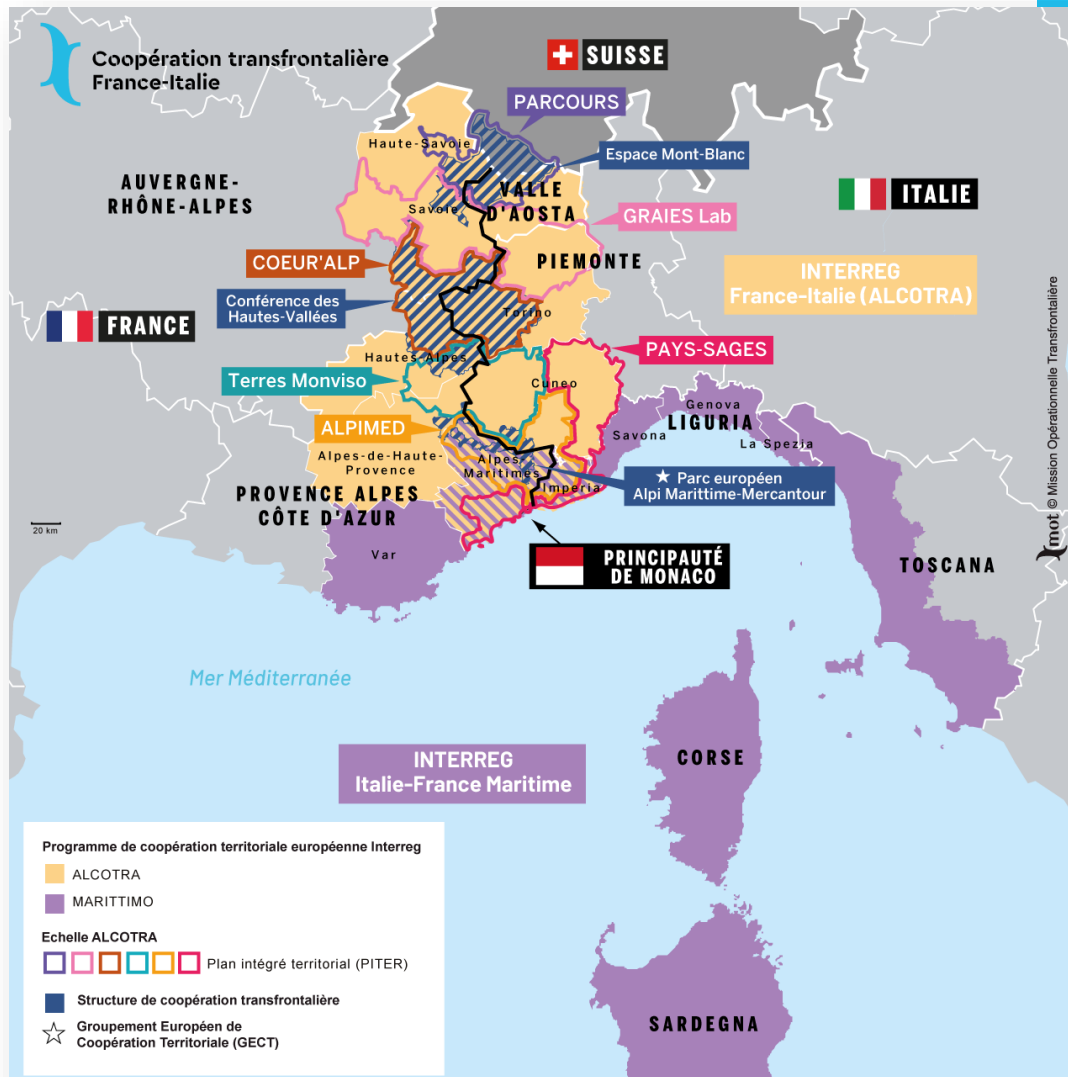 Coopération transfrontalière
France-Italie
SUISSE
PARCOURS
Haute-Savoie
Espace Mont-Blanc
AUVERGNE-
RHÔNE-ALPES
VALLE
D'AOSTA
Savoie
ITALIE
GRAIES Lab
COEUR'ALP
PIEMONTE
INTERREG
France-Italie (ALCOTRA)
Conférence des
Hautes-Vallées
Torino
FRANCE
Hautes-Alpes
PAYS-SAGES
Terres Monviso
Cuneo
Genova
LIGURIA
ALPIMED
Savona
La Spezia
Alpes-de-Haute-
Provence
Alpes
Maritimes
Imperia
★ Parc européen
Alpi Marittime-Mercantour
PROVENCE ALPES
CÔTE D'AZUR
20 km
Var
PRINCIPAUTÉ
DE MONACO
TOSCANA
mot © Mission Opérationnelle Transfrontalière
Mer Méditerranée
CORSE
INTERREG
Italie-France Maritime
Programme de coopération territoriale européenne Interreg
ALCOTRA
MARITTIMO
Echelle ALCOTRA
Plan intégré territorial (PITER)
Structure de coopération transfrontalière
Groupement Européen de
Coopération Territoriale (GECT)
SARDEGNA